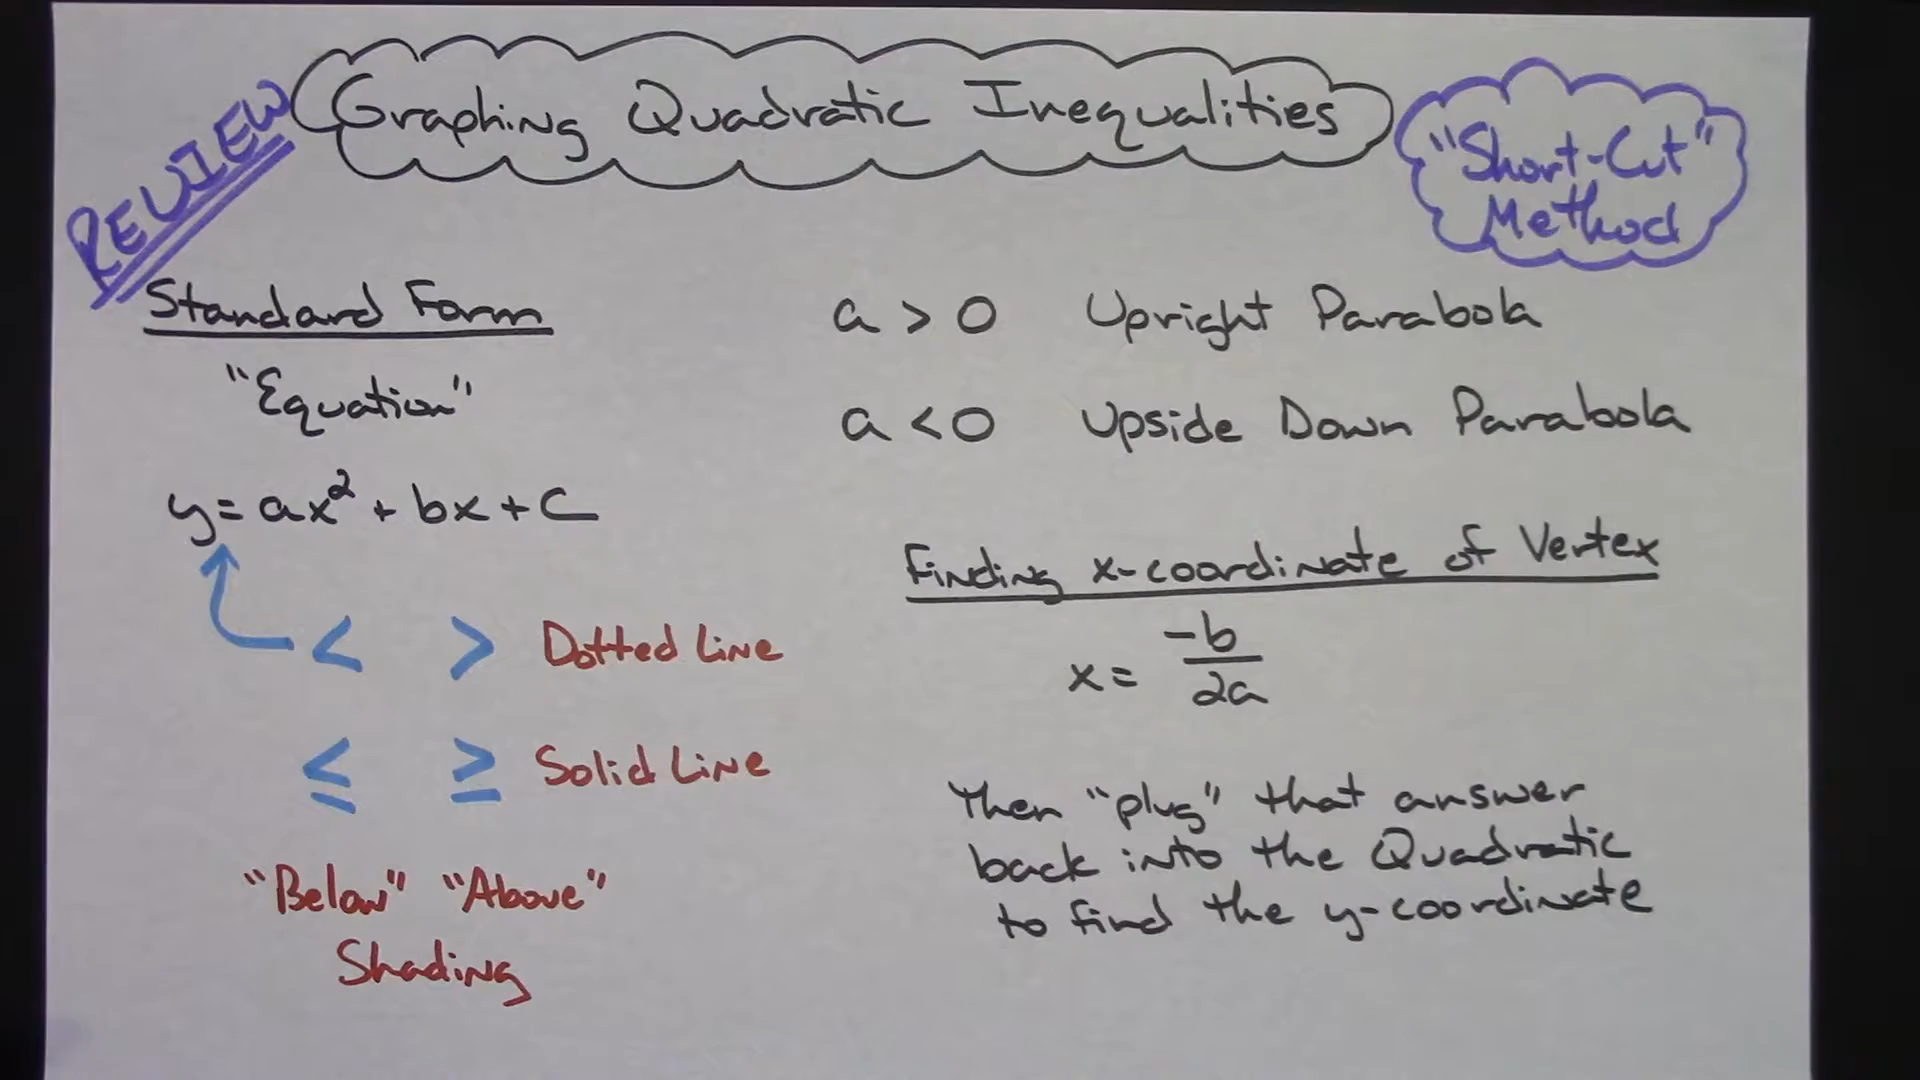 REVIEW
Graphing Quadratic Inequalities
"Short-Cut"
Method
Standard Form
"Equation"
y = ax² + bx + c
< > Dotted Line
≤ ≥ Solid Line
"Below" "Above"
Shading
a > 0 Upright Parabola
a < 0 Upside Down Parabola
Finding x-coordinate of Vertex
x = -b/2a
Then "plug" that answer
back into the Quadratic
to find the y-coordinate